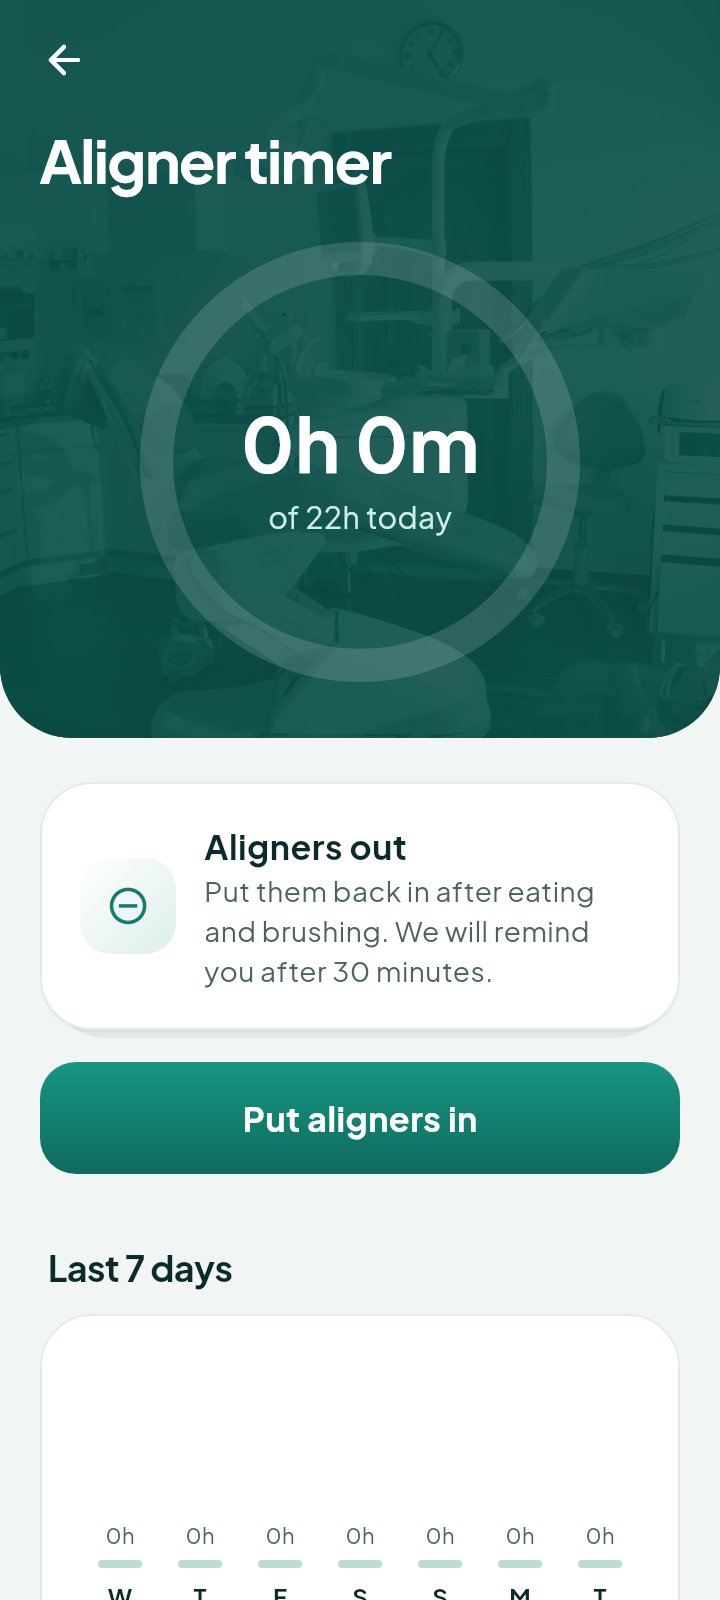 Aligner timer
0h 0m
of 22h today
Aligners out
Put them back in after eating
and brushing. We will remind
you after 30 minutes.
Put aligners in
Last 7 days
0h 0h 0h 0h 0h 0h 0h
W T F S S M T